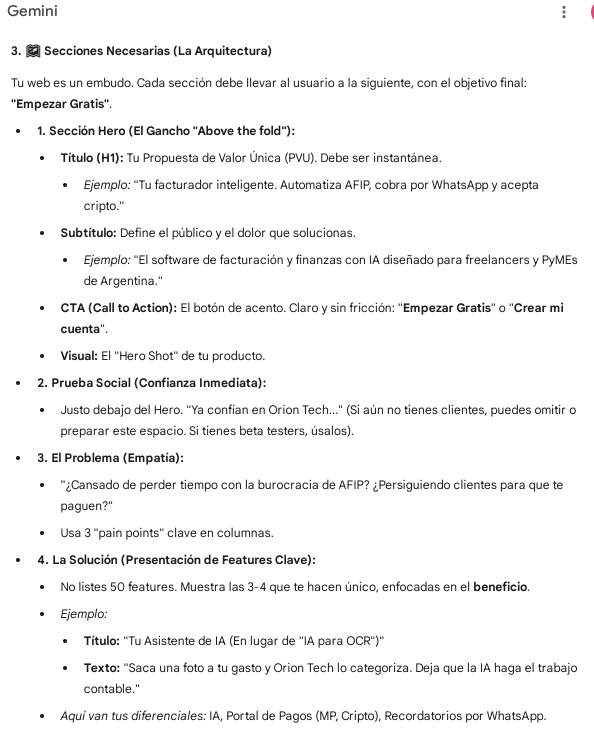 Gemini
3. Secciones Necesarias (La Arquitectura)
Tu web es un embudo. Cada sección debe llevar al usuario a la siguiente, con el objetivo final:
"Empezar Gratis".
• 1. Sección Hero (El Gancho "Above the fold"):
• Título (H1): Tu Propuesta de Valor Única (PVU). Debe ser instantánea.
• Ejemplo: "Tu facturador inteligente. Automatiza AFIP, cobra por WhatsApp y acepta
cripto."
• Subtítulo: Define el público y el dolor que solucionas.
• Ejemplo: "El software de facturación y finanzas con IA diseñado para freelancers y PyMEs
de Argentina."
• CTA (Call to Action): El botón de acento. Claro y sin fricción: "Empezar Gratis" o "Crear mi
cuenta".
• Visual: El "Hero Shot" de tu producto.
• 2. Prueba Social (Confianza Inmediata):
• Justo debajo del Hero. "Ya confían en Orion Tech..." (Si aún no tienes clientes, puedes omitir o
preparar este espacio. Si tienes beta testers, úsalos).
• 3. El Problema (Empatía):
• "¿Cansado de perder tiempo con la burocracia de AFIP? ¿Persiguiendo clientes para que te
paguen?"
• Usa 3 "pain points" clave en columnas.
• 4. La Solución (Presentación de Features Clave):
• No listes 50 features. Muestra las 3-4 que te hacen único, enfocadas en el beneficio.
• Ejemplo:
• Título: "Tu Asistente de IA (En lugar de "IA para OCR")"
• Texto: "Saca una foto a tu gasto y Orion Tech lo categoriza. Deja que la IA haga el trabajo
contable."
• Aquí van tus diferenciales: IA, Portal de Pagos (MP, Cripto), Recordatorios por WhatsApp.